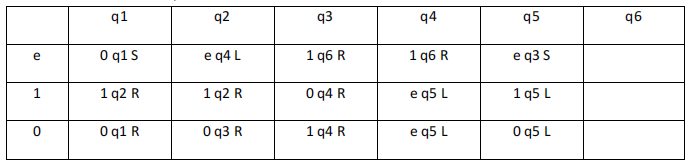 q1 q2 q3 q4 q5 q6
e 0 q1 S e q4 L 1 q6 R 1 q6 R e q3 S
1 1 q2 R 1 q2 R 0 q4 R e q5 L 1 q5 L
0 0 q1 R 0 q3 R 1 q4 R e q5 L 0 q5 L